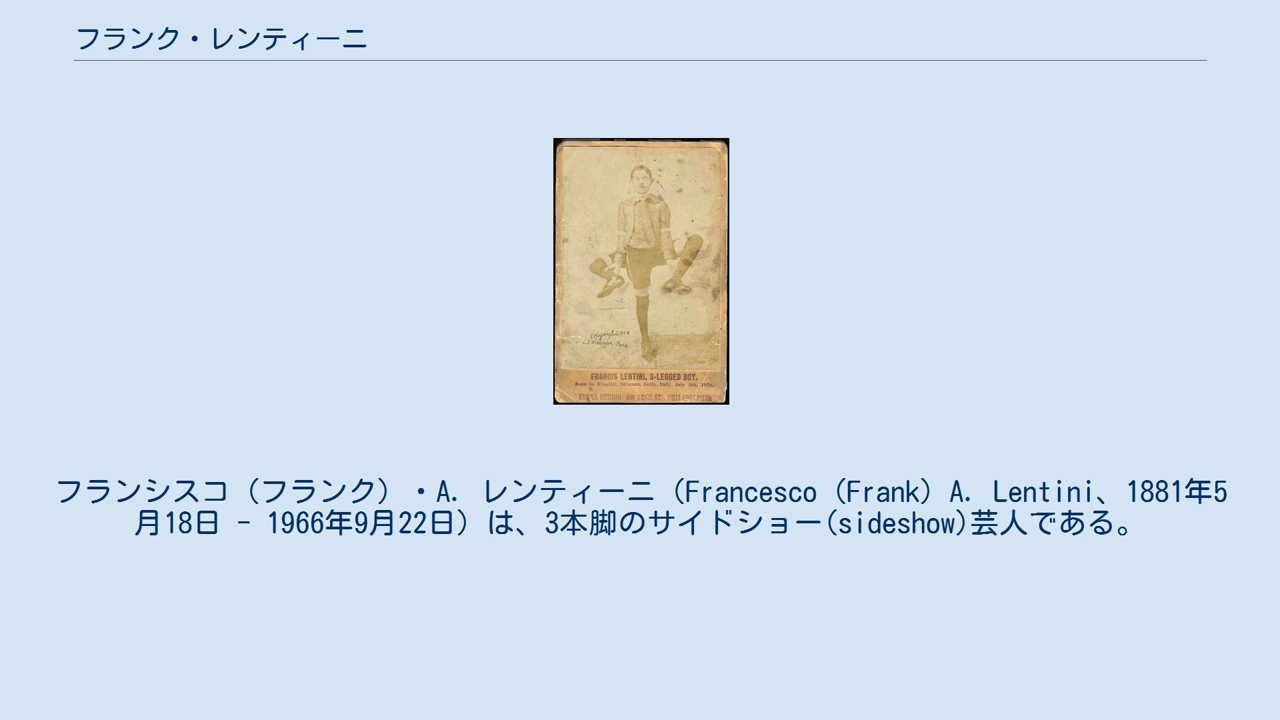 フランク・レンティーニ
FRANCIS LENTINI, 3-LEGGED BOY.
フランシスコ（フランク）・A. レンティーニ（Francesco（Frank）A. Lentini、1881年5
月18日 - 1966年9月22日）は、3本脚のサイドショー(sideshow)芸人である。